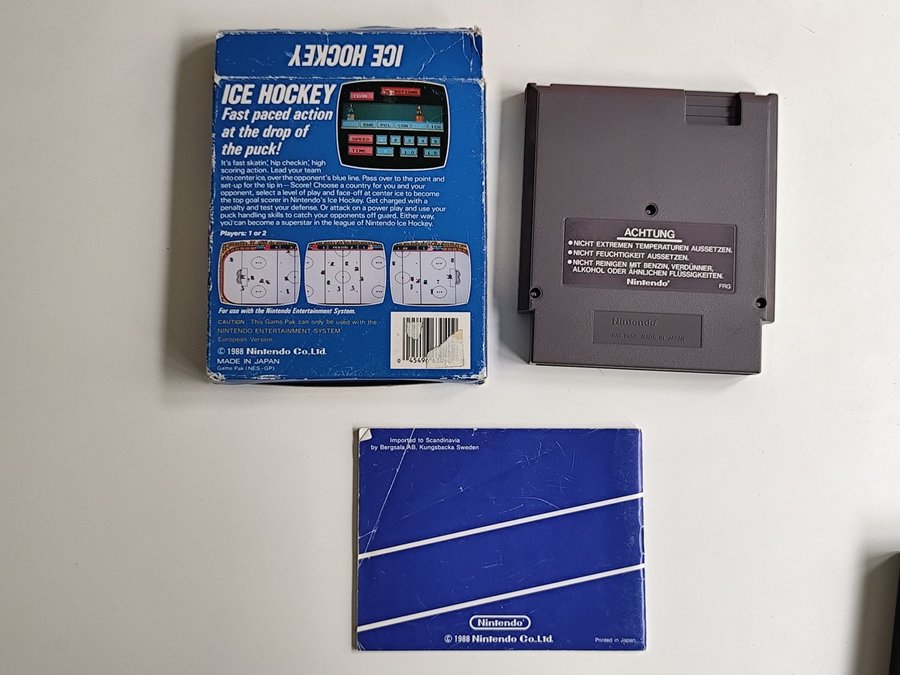 ICE HOCKEY
ICE HOCKEY
Fast paced action
at the drop of
the puck!
It's fast skatin', hip checkin', high
scoring action. Lead your team
into center ice, over the opponent's blue line. Pass over to the point and
set-up for the tip in—Score! Choose a country for you and your
opponent, select a level of play and face-off at center ice to become
the top goal scorer in Nintendo's Ice Hockey. Get charged with a
penalty and test your defense. Or attack on a power play and use your
puck handling skills to catch your opponents off guard. Either way,
you can become a superstar in the league of Nintendo Ice Hockey.
Players: 1 or 2
For use with the Nintendo Entertainment System.
CAUTION: This Game Pak can only be used with the
NINTENDO ENTERTAINMENT SYSTEM
European Version.
© 1988 Nintendo Co., Ltd.
MADE IN JAPAN
Game Pak (NES-GP)
TEAM
SWE POL CAN
SPEED
TIME
ACHTUNG
• NICHT EXTREMEN TEMPERATUREN AUSSETZEN.
• NICHT FEUCHTIGKEIT AUSSETZEN.
• NICHT REINIGEN MIT BENZIN, VERDÜNNER,
ALKOHOL ODER ÄHNLICHEN FLÜSSIGKEITEN.
Nintendo®
FRG
Nintendo®
MADE IN JAPAN
Imported to Scandinavia
by Bergsala AB. Kungsbacka Sweden
Nintendo®
© 1988 Nintendo Co., Ltd.
Printed in Japan